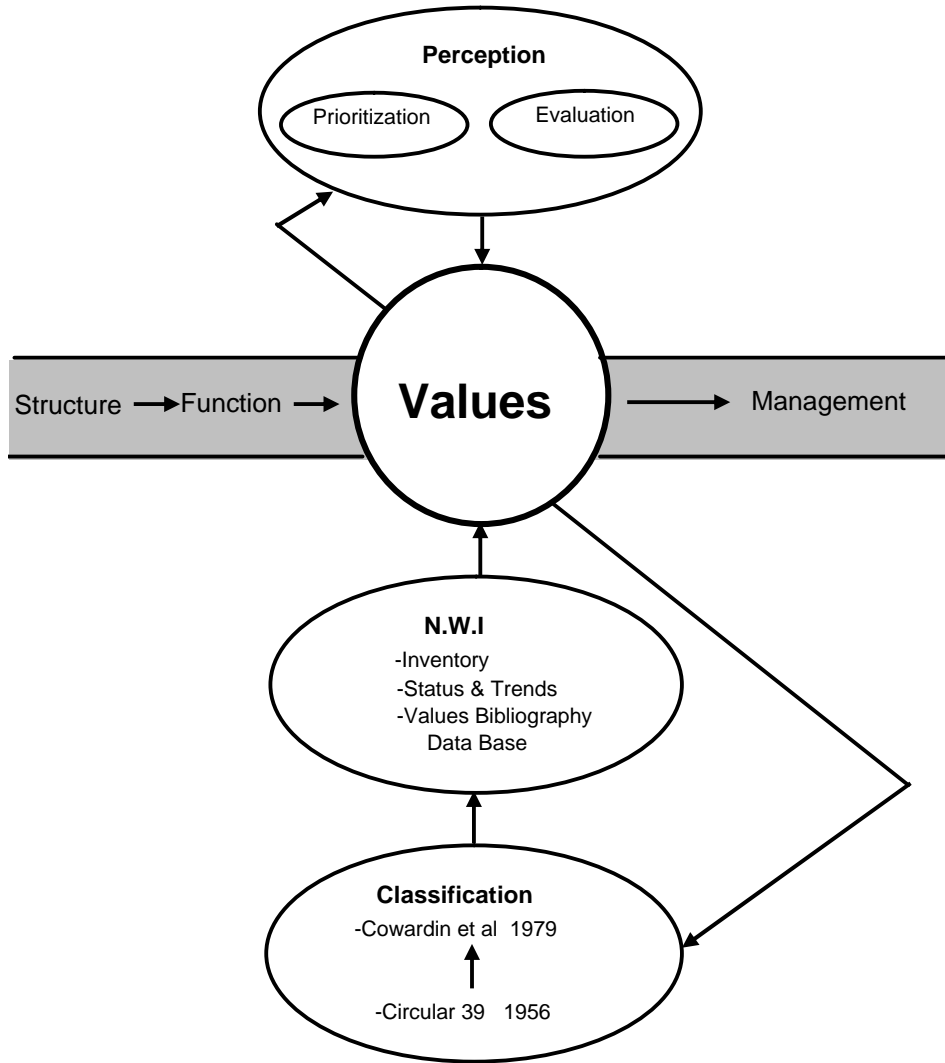 Perception
Prioritization Evaluation
Structure Function Values Management
N.W.I
-Inventory
-Status & Trends
-Values Bibliography
Data Base
Classification
-Cowardin et al 1979
-Circular 39 1956